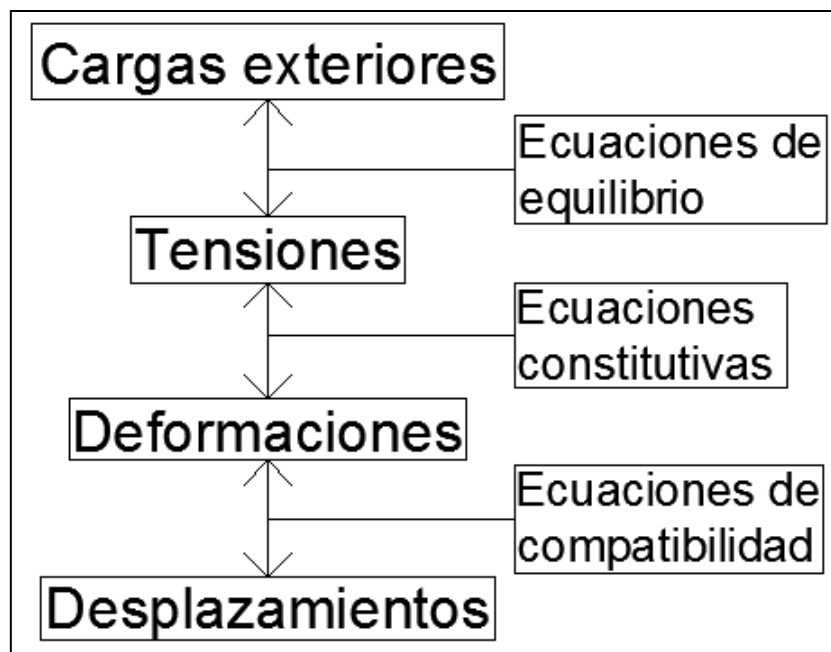 Cargas exteriores
Ecuaciones de
equilibrio
Tensiones
Ecuaciones
constitutivas
Deformaciones
Ecuaciones de
compatibilidad
Desplazamientos